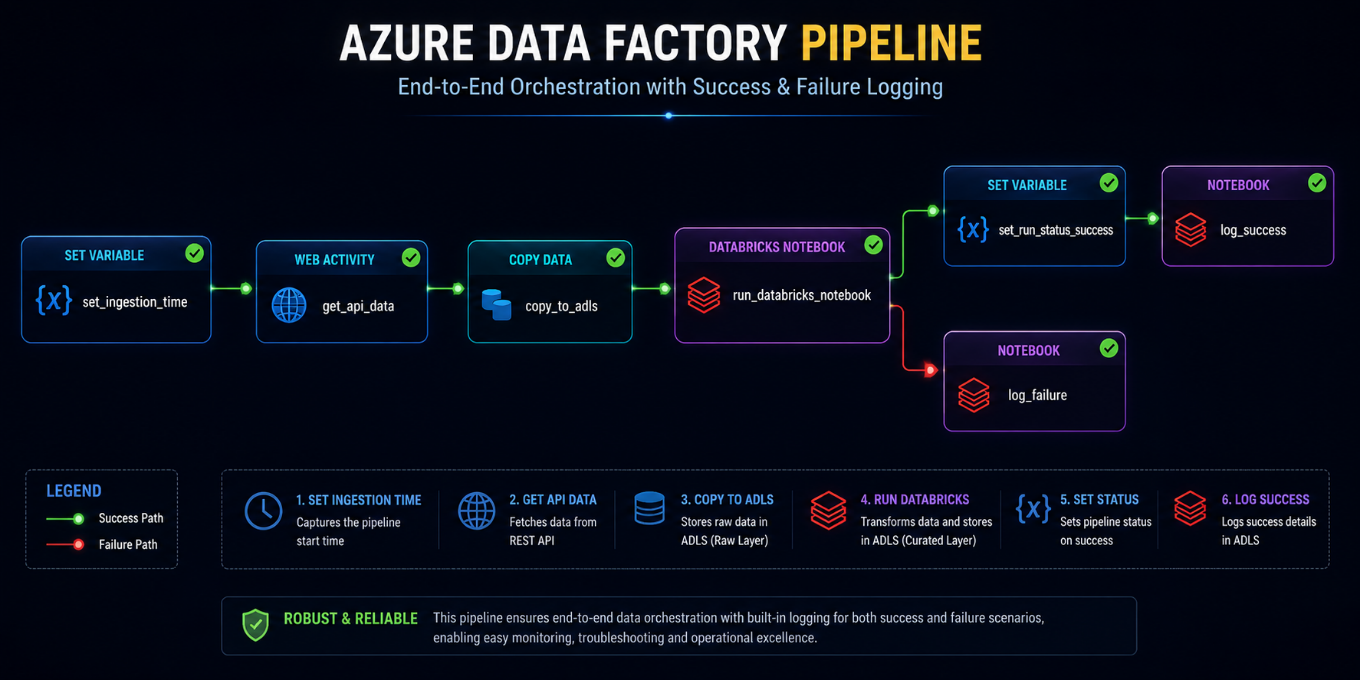 AZURE DATA FACTORY PIPELINE
End-to-End Orchestration with Success & Failure Logging
SET VARIABLE
{X} set_ingestion_time
WEB ACTIVITY
get_api_data
COPY DATA
copy_to_adls
DATABRICKS NOTEBOOK
run_databricks_notebook
SET VARIABLE
{X} set_run_status_success
NOTEBOOK
log_success
NOTEBOOK
log_failure
LEGEND
Success Path
Failure Path
1. SET INGESTION TIME
Captures the pipeline
start time
2. GET API DATA
Fetches data from
REST API
3. COPY TO ADLS
Stores raw data in
ADLS (Raw Layer)
4. RUN DATABRICKS
Transforms data and stores
in ADLS (Curated Layer)
{X}
5. SET STATUS
Sets pipeline status
on success
6. LOG SUCCESS
Logs success details
in ADLS
ROBUST & RELIABLE
This pipeline ensures end-to-end data orchestration with built-in logging for both success and failure scenarios,
enabling easy monitoring, troubleshooting and operational excellence.